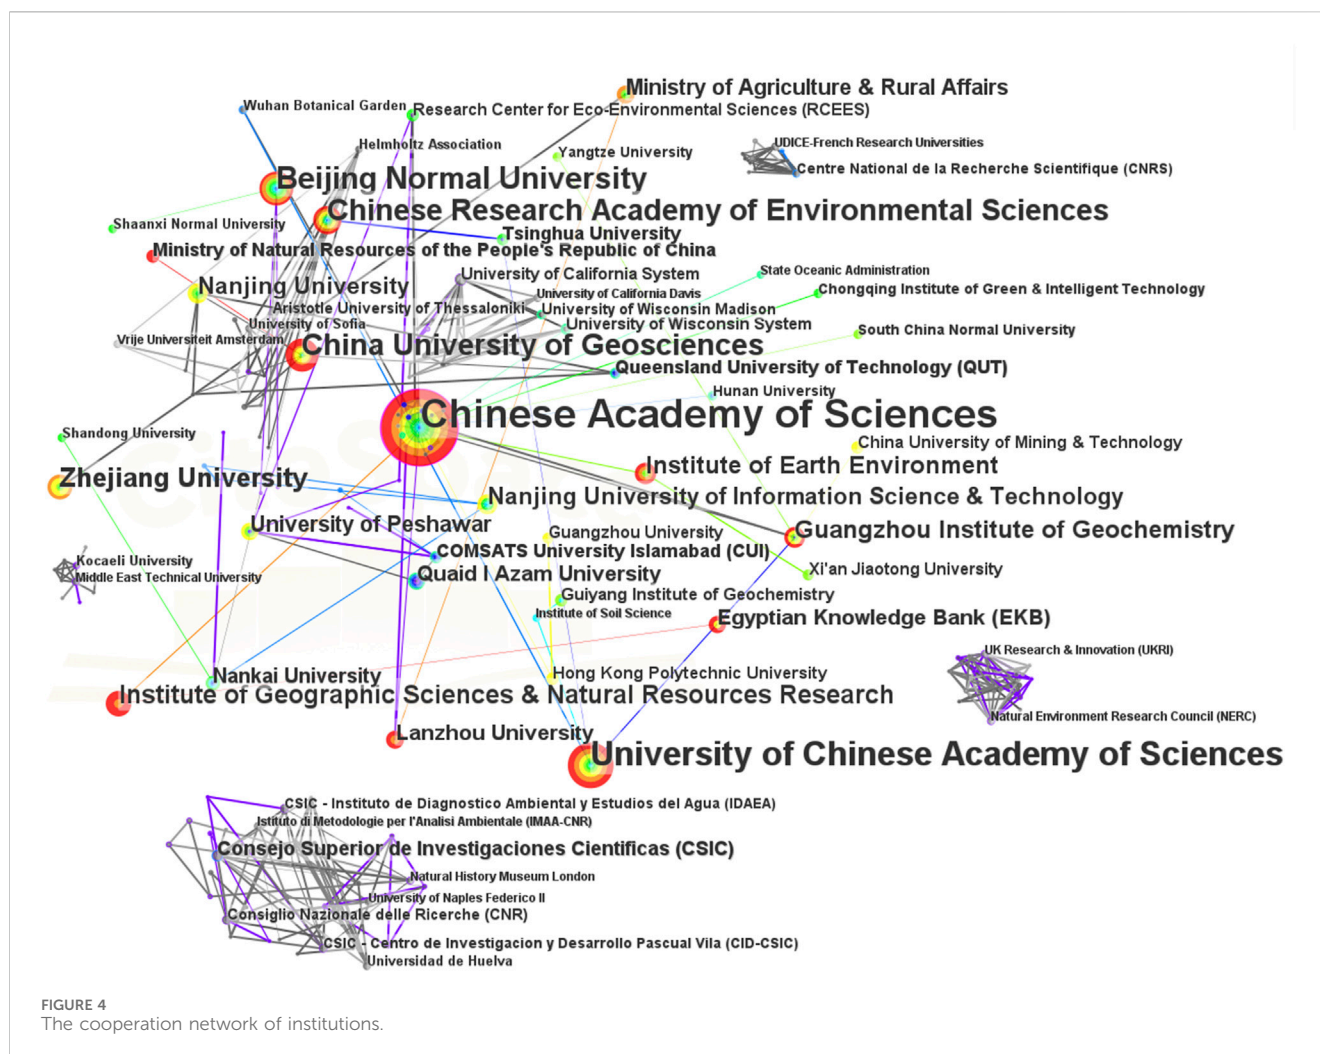 Ministry of Agriculture & Rural Affairs
Wuhan Botanical Garden
Research Center for Eco-Environmental Sciences (RCEES)
Helmholtz Association
Yangtze University
UDICE-French Research Universities
Centre National de la Recherche Scientifique (CNRS)
Beijing Normal University
Chinese Research Academy of Environmental Sciences
Shaanxi Normal University
Tsinghua University
Ministry of Natural Resources of the People's Republic of China
University of California System
State Oceanic Administration
Nanjing University
University of California Davis
Chongqing Institute of Green & Intelligent Technology
Aristotle University of Thessaloniki
University of Wisconsin Madison
University of Sofia
University of Wisconsin System
South China Normal University
Vrije Universiteit Amsterdam
China University of Geosciences
Queensland University of Technology (QUT)
Hunan University
Chinese Academy of Sciences
Shandong University
China University of Mining & Technology
Institute of Earth Environment
Zhejiang University
Nanjing University of Information Science & Technology
University of Peshawar
Guangzhou University
Guangzhou Institute of Geochemistry
COMSATS University Islamabad (CUI)
Kocaeli University
Middle East Technical University
Quaid I Azam University
Xi'an Jiaotong University
Guiyang Institute of Geochemistry
Institute of Soil Science
Egyptian Knowledge Bank (EKB)
UK Research & Innovation (UKRI)
Nankai University
Hong Kong Polytechnic University
Institute of Geographic Sciences & Natural Resources Research
Natural Environment Research Council (NERC)
Lanzhou University
University of Chinese Academy of Sciences
CSIC - Instituto de Diagnostico Ambiental y Estudios del Agua (IDAEA)
Istituto di Metodologie per l'Analisi Ambientale (IMAA-CNR)
Consejo Superior de Investigaciones Cientificas (CSIC)
Natural History Museum London
University of Naples Federico II
Consiglio Nazionale delle Ricerche (CNR)
CSIC - Centro de Investigacion y Desarrollo Pascual Vila (CID-CSIC)
Universidad de Huelva
FIGURE 4
The cooperation network of institutions.